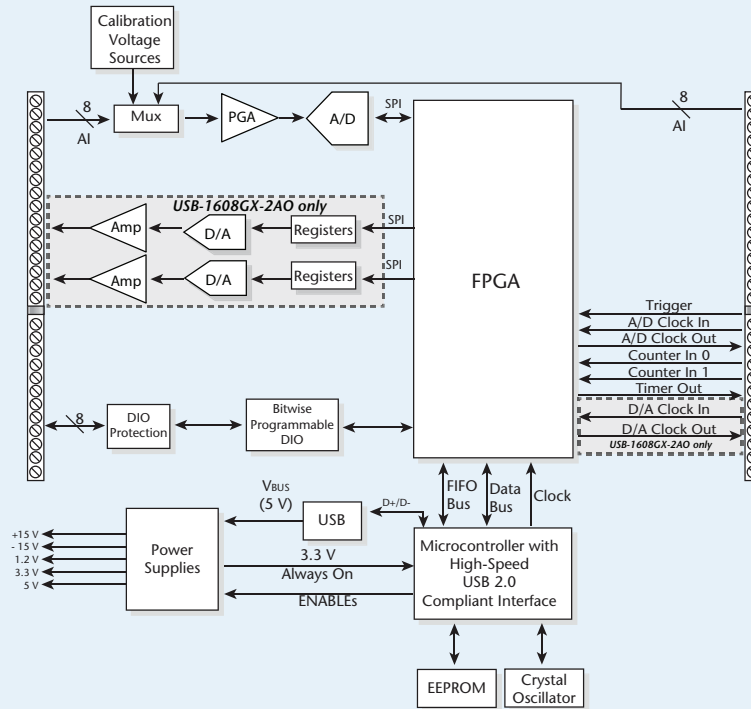 Calibration
Voltage
Sources
8
AI
Mux
PGA
A/D
SPI
8
AI
USB-1608GX-2AO only
Amp
D/A
Registers
SPI
Amp
D/A
Registers
SPI
FPGA
Trigger
A/D Clock In
A/D Clock Out
Counter In 0
Counter In 1
Timer Out
D/A Clock In
D/A Clock Out
USB-1608GX-2AO only
8
DIO
Protection
Bitwise
Programmable
DIO
FIFO
Bus
Data
Bus
Clock
VBUS
(5 V)
USB
D+/D-
+15 V
- 15 V
1.2 V
3.3 V
5 V
Power
Supplies
3.3 V
Always On
ENABLEs
Microcontroller with
High-Speed
USB 2.0
Compliant Interface
EEPROM
Crystal
Oscillator